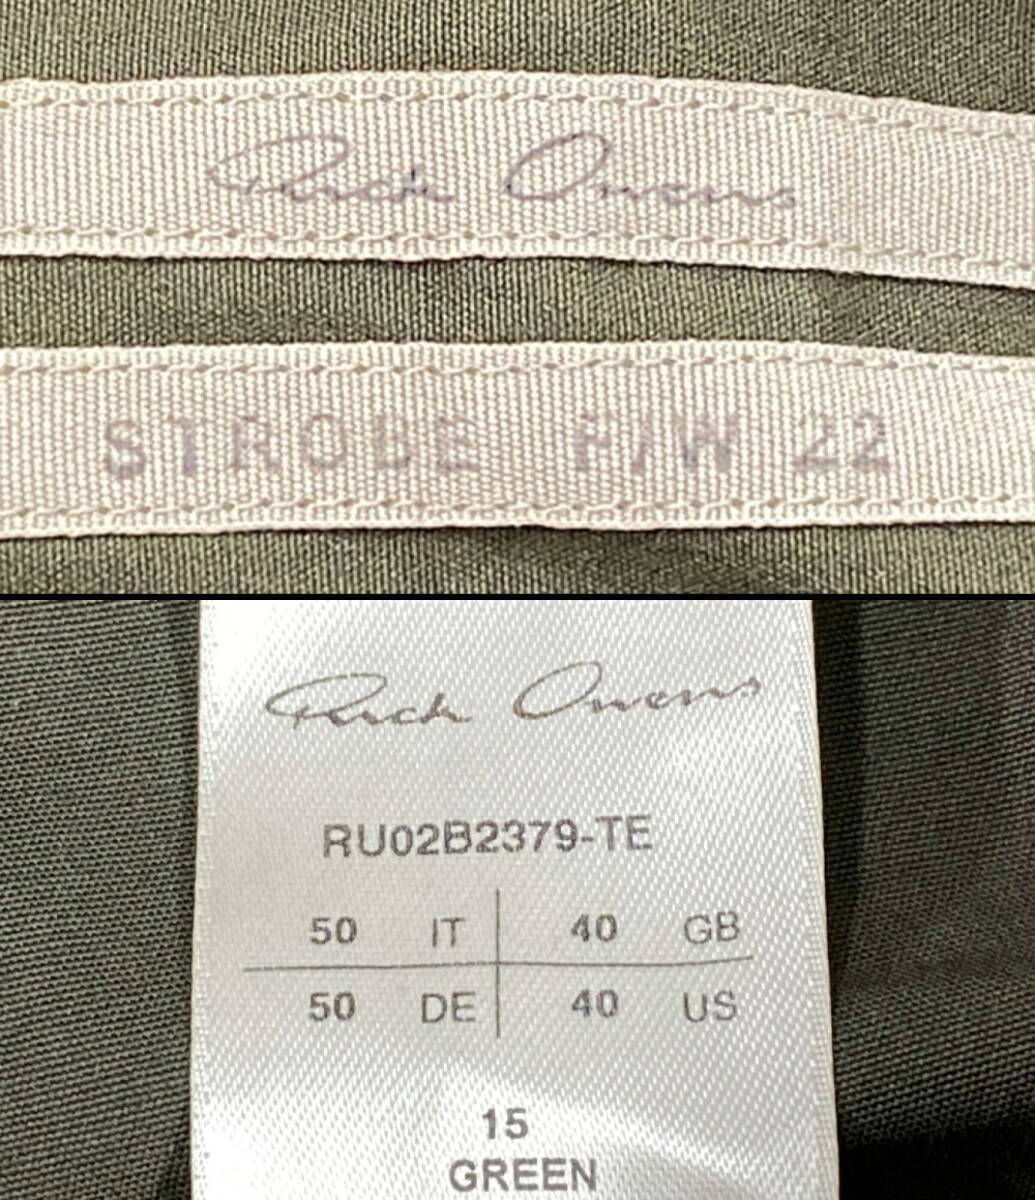 Rick Owens
STROBE F/W 22
Rick Owens
RU02B2379-TE
50 IT 40 GB
50 DE 40 US
15
GREEN